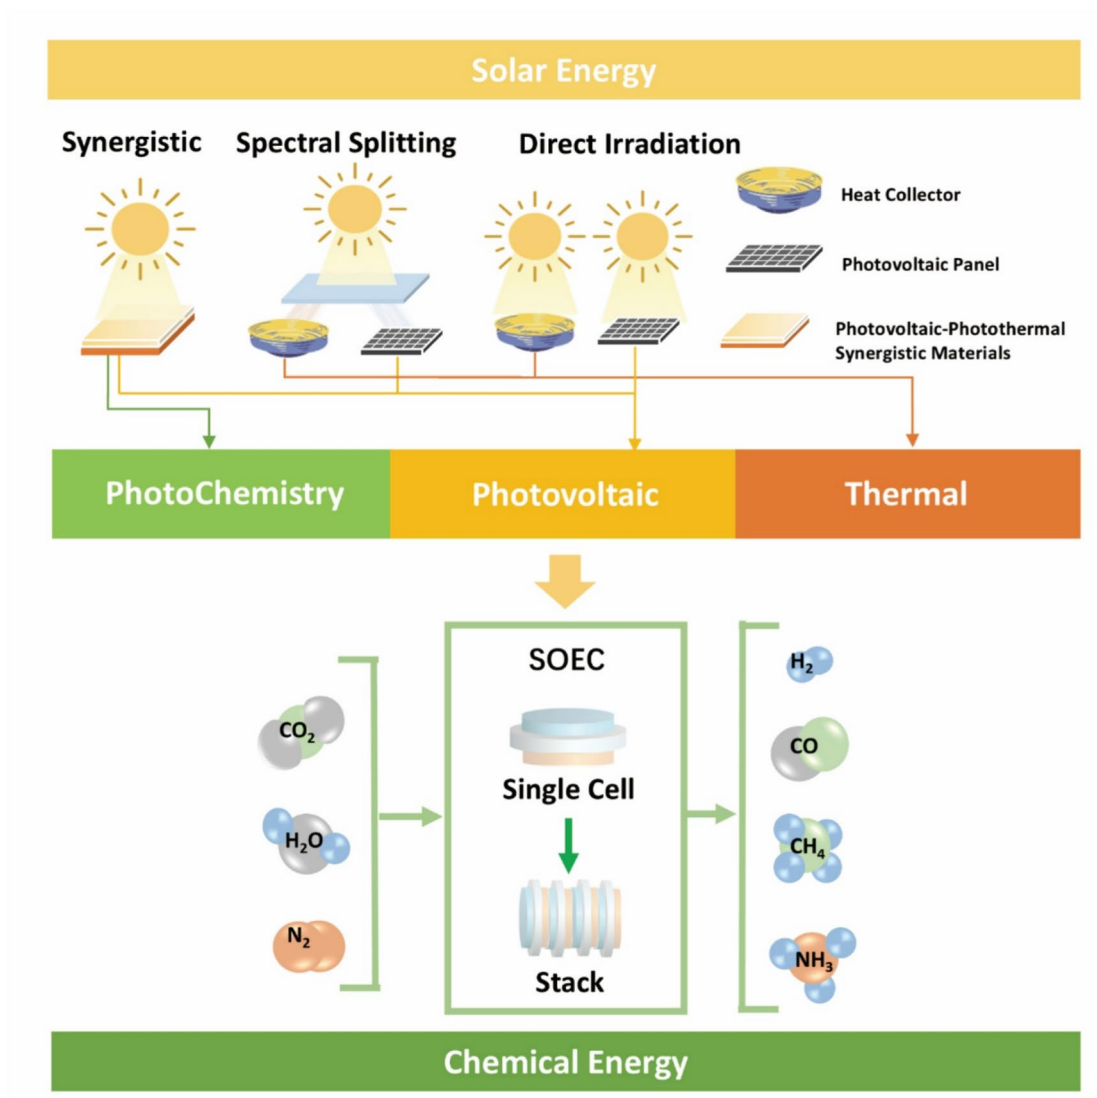 Solar Energy
Synergistic
Spectral Splitting
Direct Irradiation
Heat Collector
Photovoltaic Panel
Photovoltaic-Photothermal
Synergistic Materials
PhotoChemistry
Photovoltaic
Thermal
CO₂
H₂O
N₂
SOEC
Single Cell
Stack
H₂
CO
CH₄
NH₃
Chemical Energy